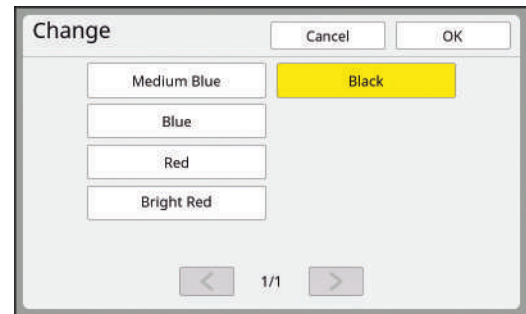 Change
Cancel
OK
Medium Blue
Black
Blue
Red
Bright Red
1/1